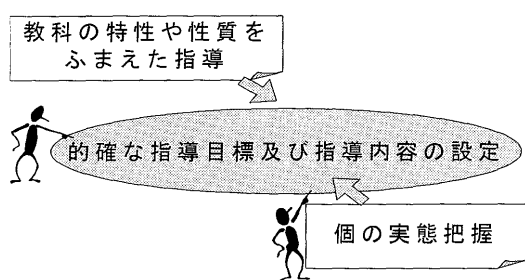 教科の特性や性質を
ふまえた指導
的確な指導目標及び指導内容の設定
個の実態把握